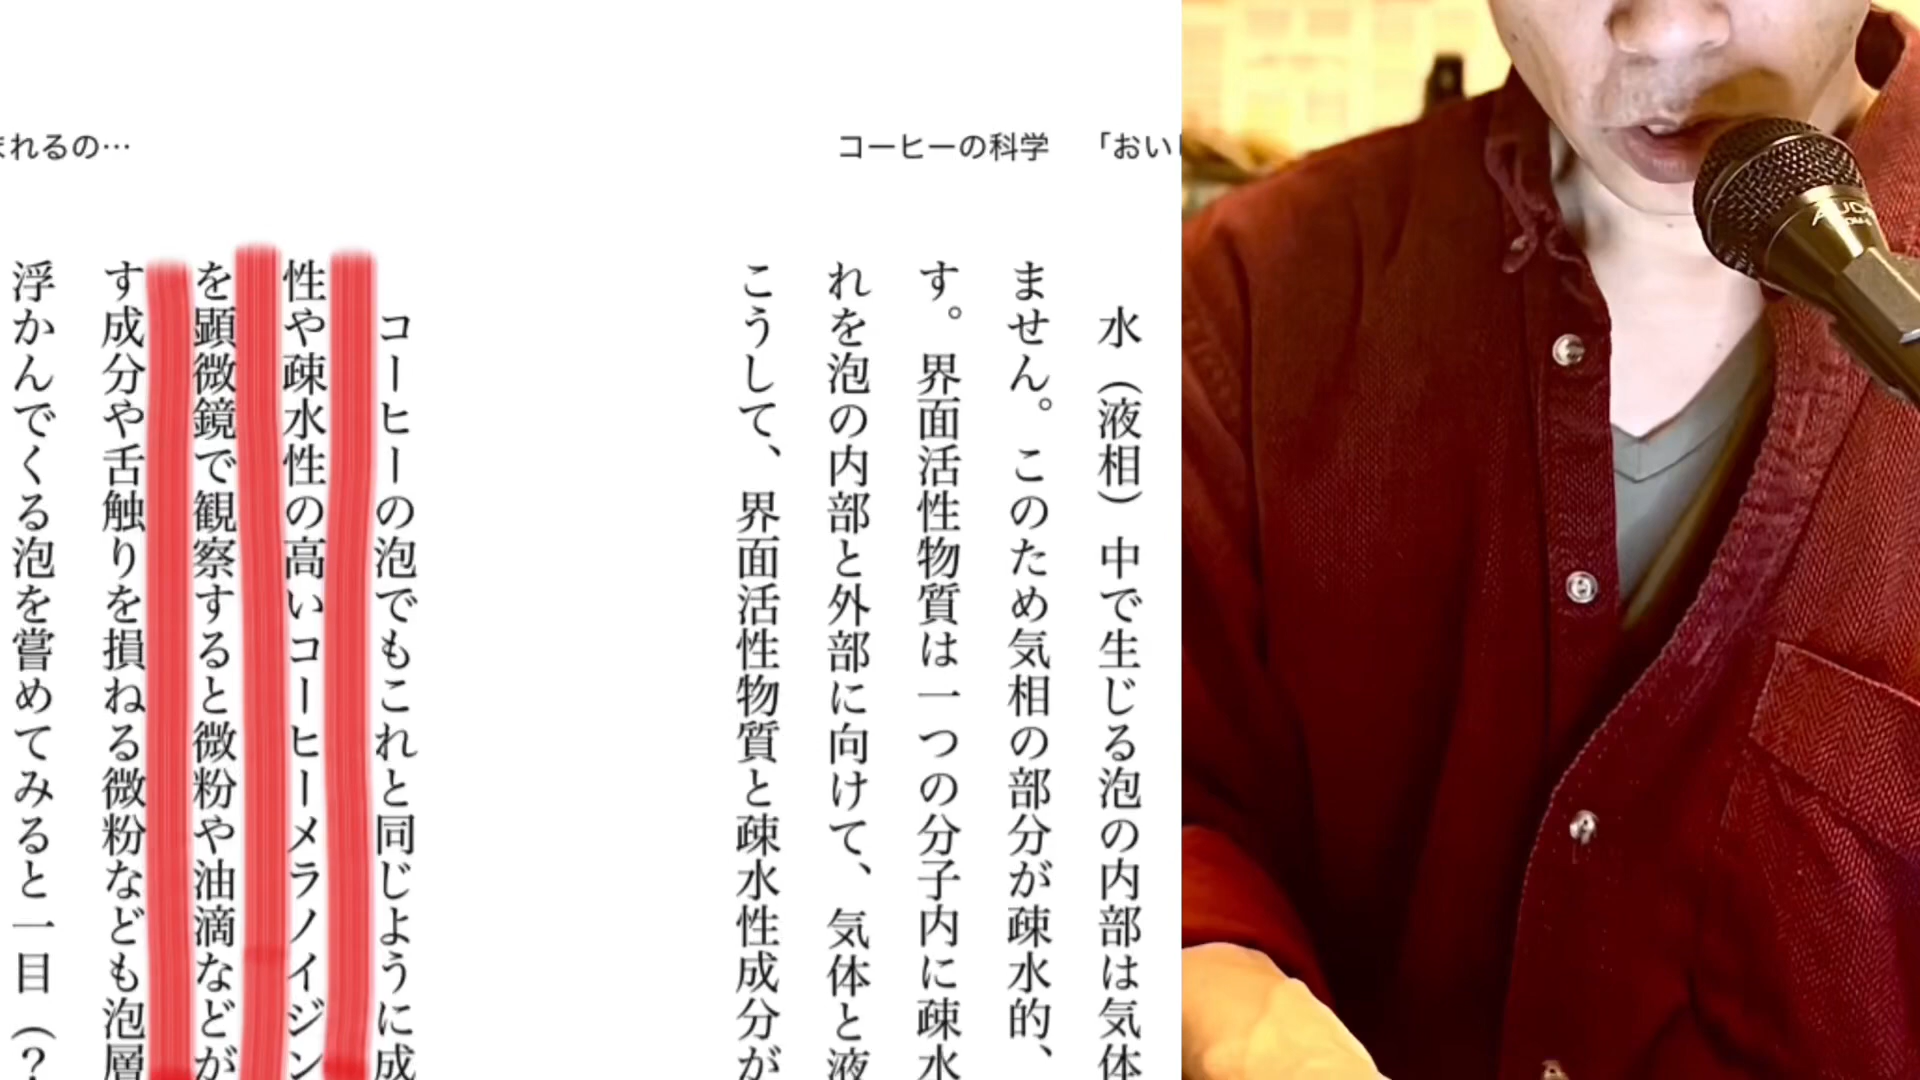 コーヒーの科学 「おいし
まれるの…
水（液相）中で生じる泡の内部は気体
ません。このため気相の部分が疎水的、
す。界面活性物質は一つの分子内に疎水
れを泡の内部と外部に向けて、気体と液
こうして、界面活性物質と疎水性成分が
コーヒーの泡でもこれと同じように成
性や疎水性の高いコーヒーメラノイジン
を顕微鏡で観察すると微粉や油滴などが
す成分や舌触りを損ねる微粉なども泡層
浮かんでくる泡を嘗めてみると一目（？